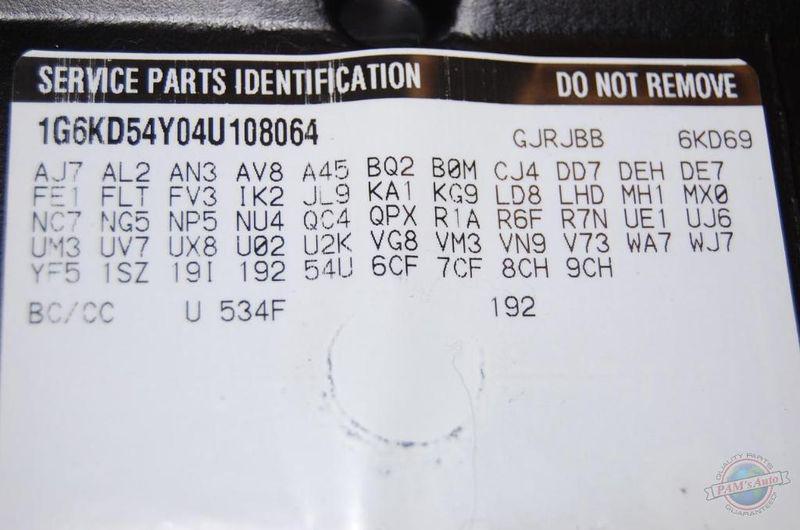 SERVICE PARTS IDENTIFICATION DO NOT REMOVE
1G6KD54Y04U108064 GJRJBB 6KD69
AJ7 AL2 AN3 AV8 A45 BQ2 B0M CJ4 DD7 DEH DE7
FE1 FLT FV3 IK2 JL9 KA1 KG9 LD8 LHD MH1 MX0
NC7 NG5 NP5 NU4 QC4 QPX R1A R6F R7N UE1 UJ6
UM3 UV7 UX8 U02 U2K VG8 VM3 VN9 V73 WA7 WJ7
YF5 1SZ 19I 192 54U 6CF 7CF 8CH 9CH
BC/CC U 534F 192
QUALITY PARTS
PAM's Auto
GUARANTEED!